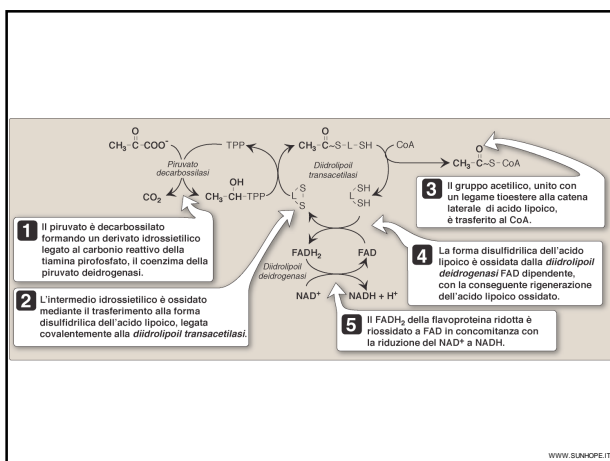 O
CH₃-C-COO⁻
TPP
O
CH₃-C~S-L-SH
CoA
O
CH₃-C~S-CoA
Piruvato
decarbossilasi
Diidrolipoil
transacetilasi
CO₂
OH
CH₃-CH-TPP
S
L
S
SH
L
SH
FADH₂
FAD
Diidrolipoil
deidrogenasi
NAD⁺
NADH + H⁺
1 Il piruvato è decarbossilato
formando un derivato idrossietilico
legato al carbonio reattivo della
tiamina pirofosfato, il coenzima della
piruvato deidrogenasi.
2 L'intermedio idrossietilico è ossidato
mediante il trasferimento alla forma
disulfidrilica dell'acido lipoico, legata
covalentemente alla diidrolipoil transacetilasi.
3 Il gruppo acetilico, unito con
un legame tioestere alla catena
laterale di acido lipoico,
è trasferito al CoA.
4 La forma disulfidrilica dell'acido
lipoico è ossidata dalla diidrolipoil
deidrogenasi FAD dipendente,
con la conseguente rigenerazione
dell'acido lipoico ossidato.
5 Il FADH₂ della flavoproteina ridotta è
riossidato a FAD in concomitanza con
la riduzione del NAD⁺ a NADH.
WWW.SUNHOPE.IT